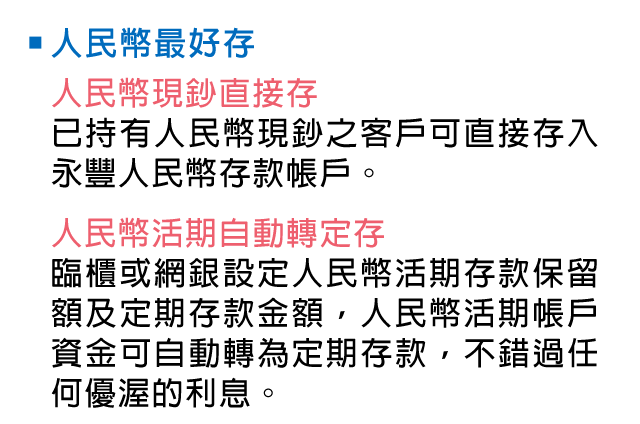 ■ 人民幣最好存
人民幣現鈔直接存
已持有人民幣現鈔之客戶可直接存入
永豐人民幣存款帳戶。
人民幣活期自動轉定存
臨櫃或網銀設定人民幣活期存款保留
額及定期存款金額，人民幣活期帳戶
資金可自動轉為定期存款，不錯過任
何優渥的利息。